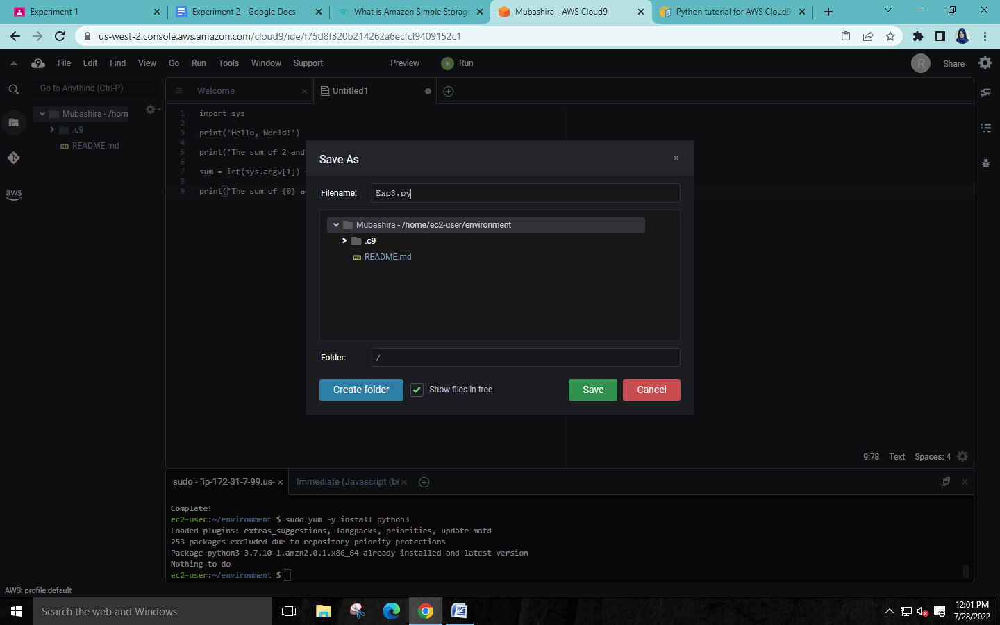 Experiment 1
Experiment 2 - Google Docs
What is Amazon Simple Storage
Mubashira - AWS Cloud9
Python tutorial for AWS Cloud9
us-west-2.console.aws.amazon.com/cloud9/ide/f75d8f320b214262a6ecfcf9409152c1
9 File Edit Find View Go Run Tools Window Support Preview Run R Share
Go to Anything (Ctrl-P)
Welcome
Untitled1
Mubashira - /hom
.c9
README.md
aws
1 import sys
2
3 print('Hello, World!')
4
5 print('The sum of 2 and
6
7 sum = int(sys.argv[1])
8
9 print('The sum of {0}
Save As
Filename: Exp3.py
Mubashira - /home/ec2-user/environment
.c9
README.md
Folder: /
Create folder Show files in tree Save Cancel
9:78 Text Spaces: 4
sudo - "ip-172-31-7-99.us-
Immediate (Javascript (br
Complete!
ec2-user:~/environment $ sudo yum -y install python3
Loaded plugins: extras_suggestions, langpacks, priorities, update-motd
253 packages excluded due to repository priority protections
Package python3-3.7.10-1.amzn2.0.1.x86_64 already installed and latest version
Nothing to do
ec2-user:~/environment $
AWS: profile:default
Search the web and Windows
12:01 PM
7/28/2022